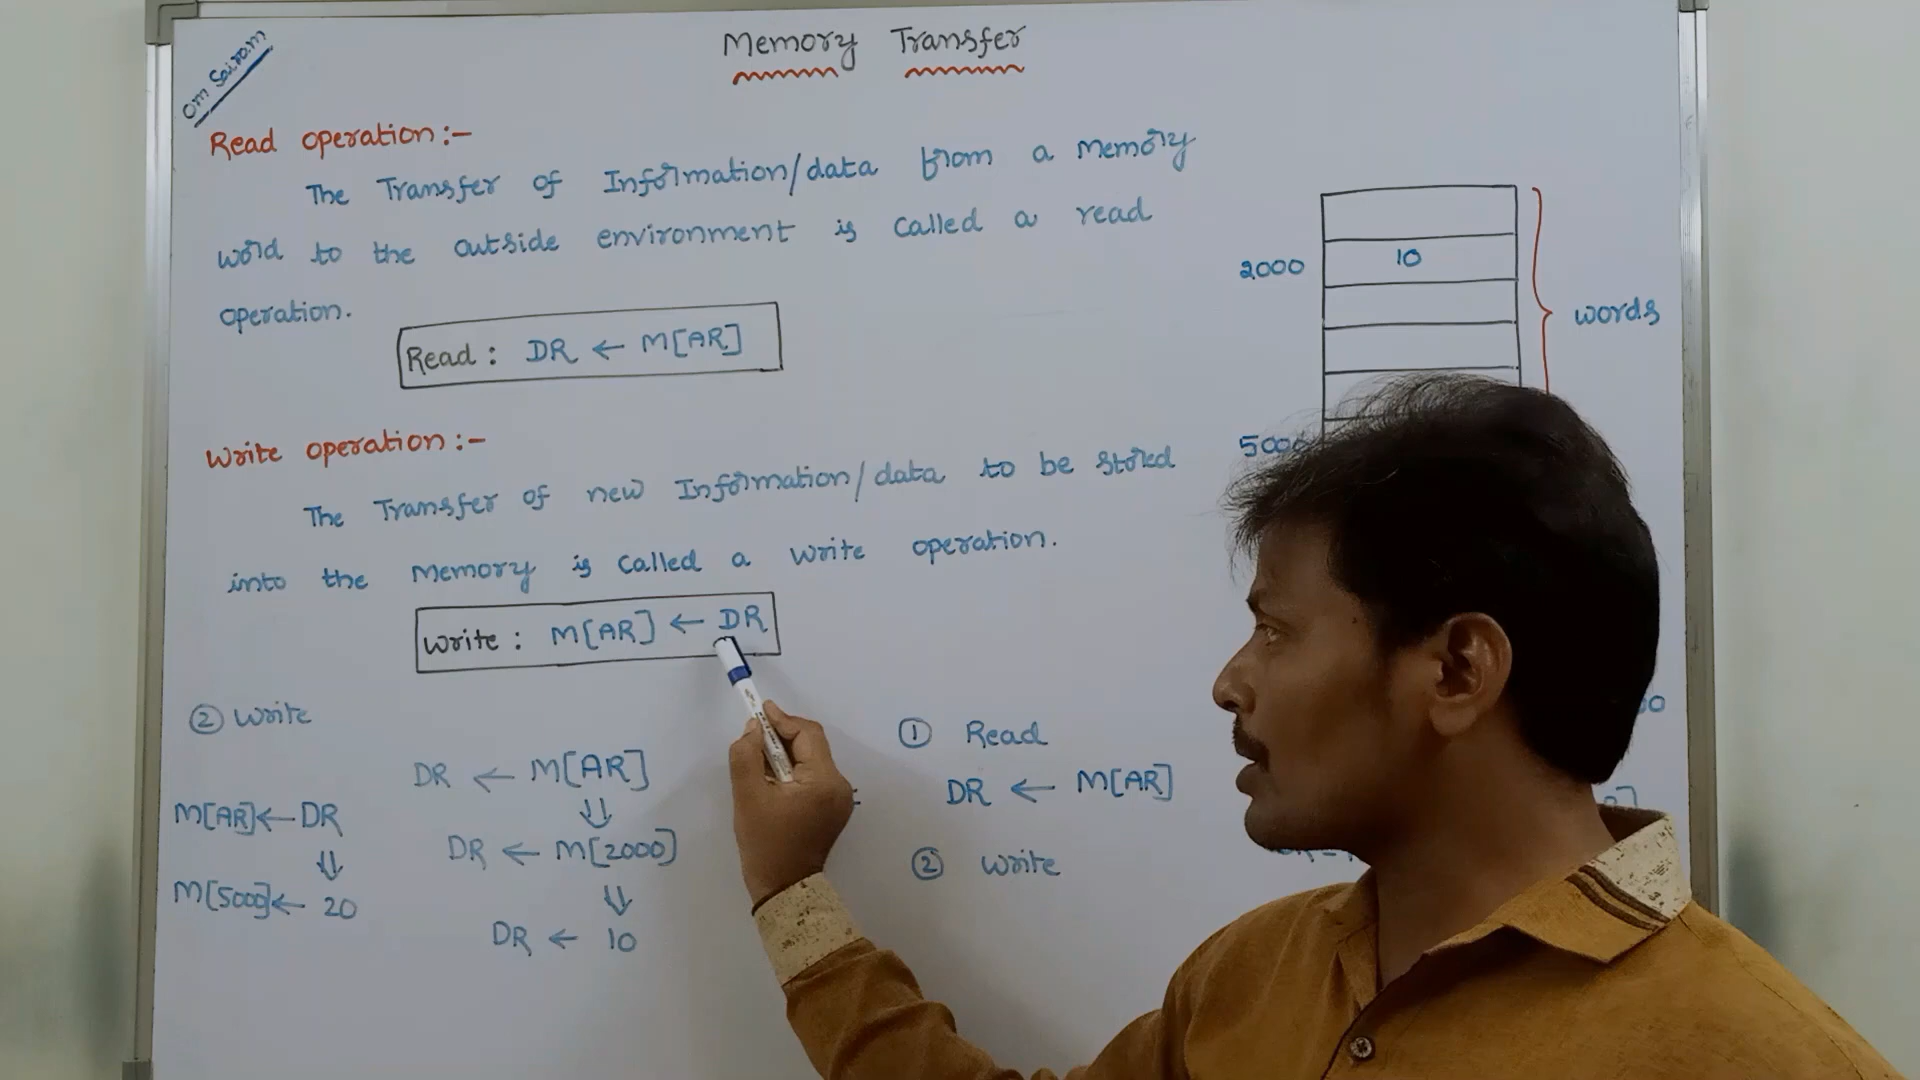 Om Sairam
Memory Transfer
Read operation:-
The Transfer of Information/data from a Memory
word to the outside environment is called a read
operation.
Read : DR ← M[AR]
Write operation:-
The Transfer of new Information/data to be stored
into the Memory is called a write operation.
Write : M[AR] ← DR
② Write
M[AR] ← DR
⇓
M[5000] ← 20
DR ← M[AR]
⇓
DR ← M[2000]
⇓
DR ← 10
① Read
DR ← M[AR]
② Write
2000 10
words
5000